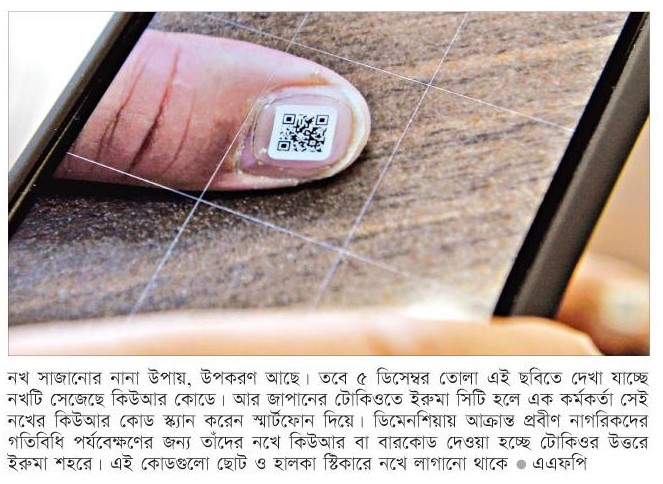 নখ সাজানোর নানা উপায়, উপকরণ আছে। তবে ৫ ডিসেম্বর তোলা এই ছবিতে দেখা যাচ্ছে
নখটি সেজেছে কিউআর কোডে। আর জাপানের টোকিওতে ইরুমা সিটি হলে এক কর্মকর্তা সেই
নখের কিউআর কোড স্ক্যান করেন স্মার্টফোন দিয়ে। ডিমেনশিয়ায় আক্রান্ত প্রবীণ নাগরিকদের
গতিবিধি পর্যবেক্ষণের জন্য তাঁদের নখে কিউআর বা বারকোড দেওয়া হচ্ছে টোকিওর উত্তরে
ইরুমা শহরে। এই কোডগুলো ছোট ও হালকা স্টিকারে নখে লাগানো থাকে ● এএফপি